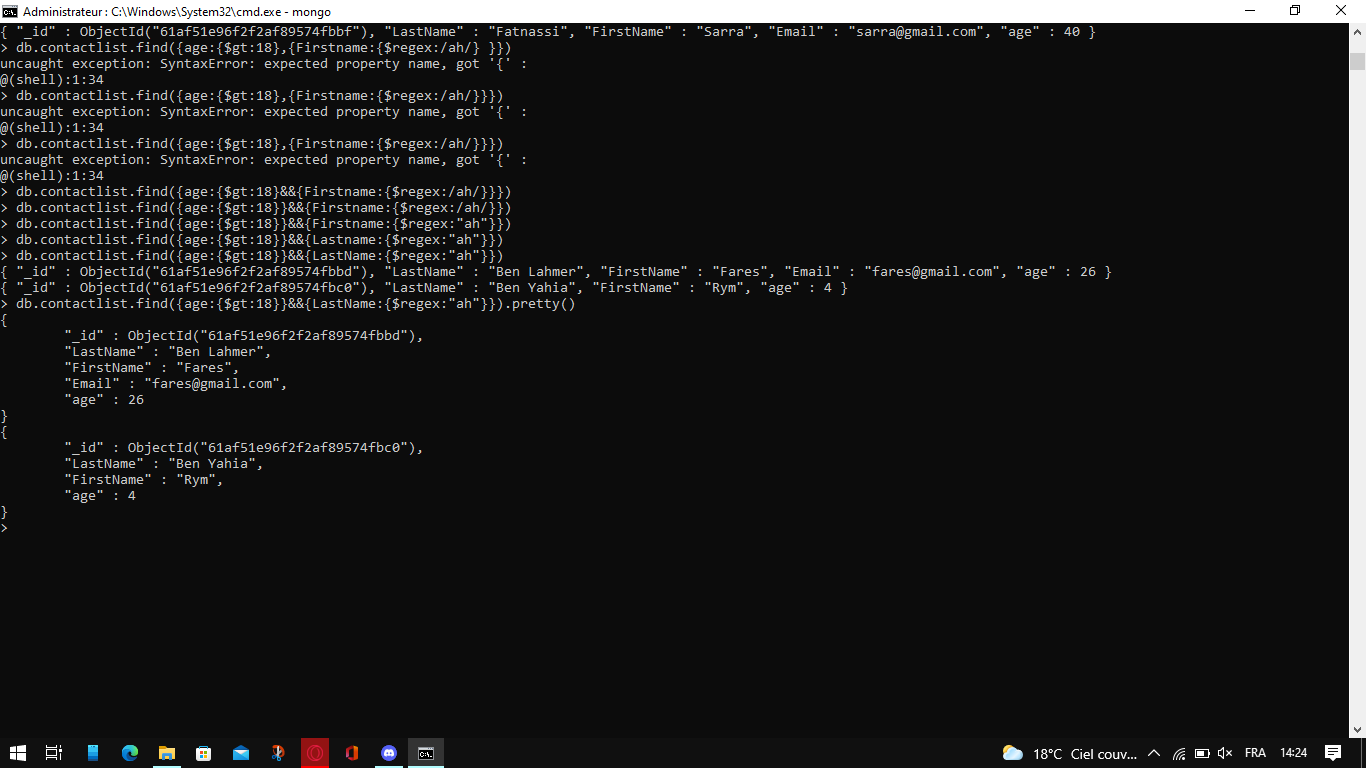 Administrateur : C:\Windows\System32\cmd.exe - mongo
{ "_id" : ObjectId("61af51e96f2f2af89574fbbf"), "LastName" : "Fatnassi", "FirstName" : "Sarra", "Email" : "sarra@gmail.com", "age" : 40 }
> db.contactlist.find({age:{$gt:18},{Firstname:{$regex:/ah/} }})
uncaught exception: SyntaxError: expected property name, got '{' :
@(shell):1:34
> db.contactlist.find({age:{$gt:18},{Firstname:{$regex:/ah/}}})
uncaught exception: SyntaxError: expected property name, got '{' :
@(shell):1:34
> db.contactlist.find({age:{$gt:18},{Firstname:{$regex:/ah/}}})
uncaught exception: SyntaxError: expected property name, got '{' :
@(shell):1:34
> db.contactlist.find({age:{$gt:18}&&{Firstname:{$regex:/ah/}}})
> db.contactlist.find({age:{$gt:18}}&&{Firstname:{$regex:/ah/}})
> db.contactlist.find({age:{$gt:18}}&&{Firstname:{$regex:"ah"}})
> db.contactlist.find({age:{$gt:18}}&&{Lastname:{$regex:"ah"}})
> db.contactlist.find({age:{$gt:18}}&&{LastName:{$regex:"ah"}})
{ "_id" : ObjectId("61af51e96f2f2af89574fbbd"), "LastName" : "Ben Lahmer", "FirstName" : "Fares", "Email" : "fares@gmail.com", "age" : 26 }
{ "_id" : ObjectId("61af51e96f2f2af89574fbc0"), "LastName" : "Ben Yahia", "FirstName" : "Rym", "age" : 4 }
> db.contactlist.find({age:{$gt:18}}&&{LastName:{$regex:"ah"}}).pretty()
{
        "_id" : ObjectId("61af51e96f2f2af89574fbbd"),
        "LastName" : "Ben Lahmer",
        "FirstName" : "Fares",
        "Email" : "fares@gmail.com",
        "age" : 26
}
{
        "_id" : ObjectId("61af51e96f2f2af89574fbc0"),
        "LastName" : "Ben Yahia",
        "FirstName" : "Rym",
        "age" : 4
}
>
18°C Ciel couv... FRA 14:24